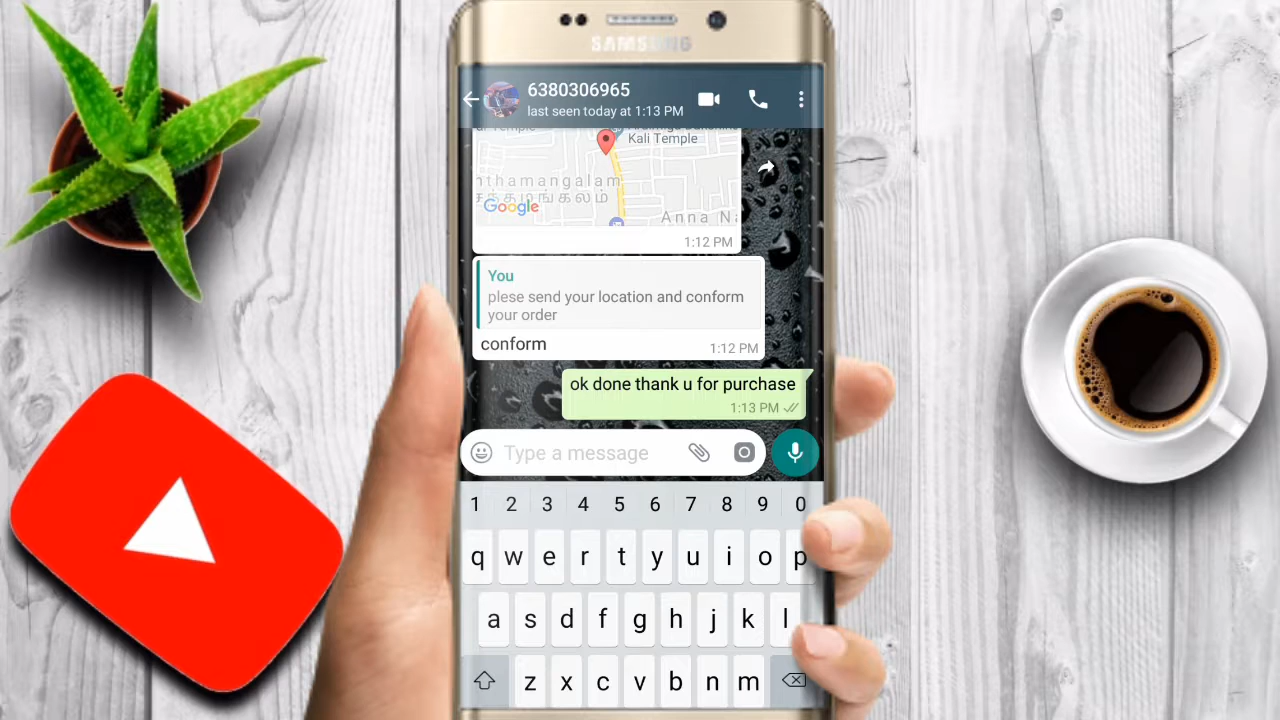 SAMSUNG
6380306965
last seen today at 1:13 PM
Kali Temple
nthamangalam
Google
Anna Na
1:12 PM
You
plese send your location and conform
your order
conform
1:12 PM
ok done thank u for purchase
1:13 PM
Type a message
1 2 3 4 5 6 7 8 9 0
q w e r t y u i o p
a s d f g h j k l
z x c v b n m